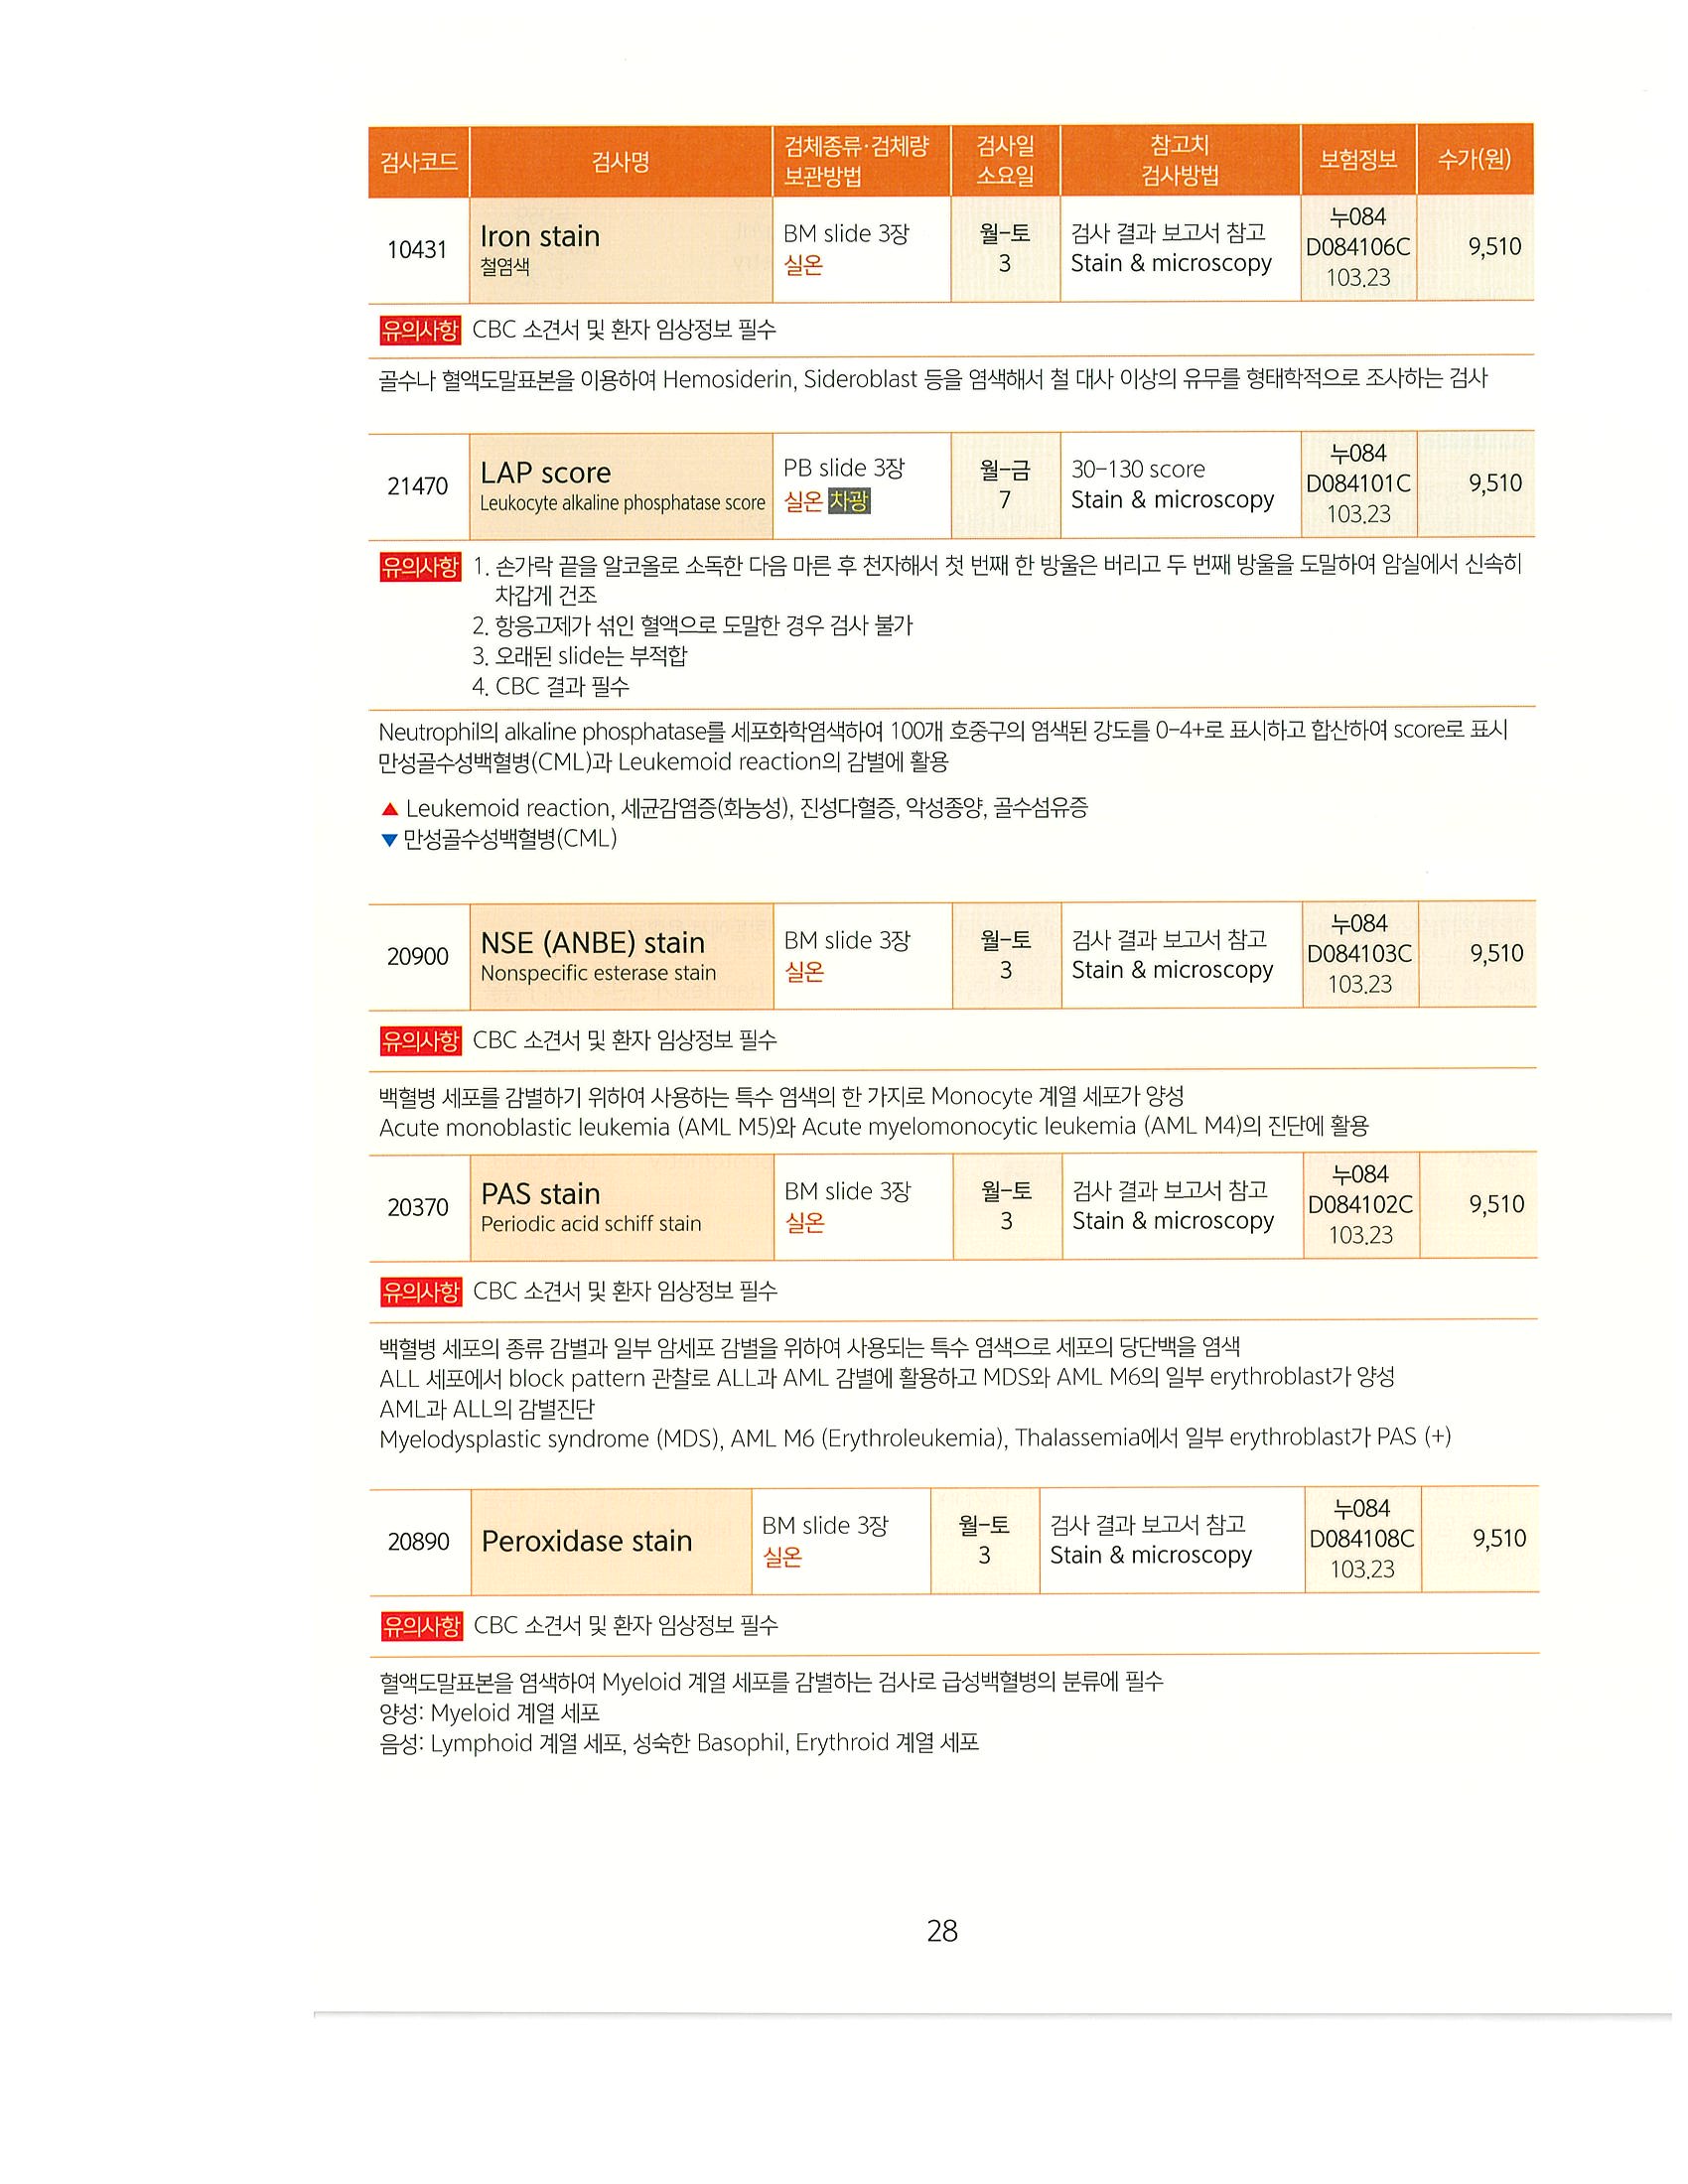 검사코드 검사명 검체종류·검체량 보관방법 검사일 소요일 참고치 검사방법 보험정보 수가(원)
10431
Iron stain
철염색
BM slide 3장
실온
월-토
3
검사 결과 보고서 참고
Stain & microscopy
누084
D084106C
103.23
9,510
유의사항 CBC 소견서 및 환자 임상정보 필수
골수나 혈액도말표본을 이용하여 Hemosiderin, Sideroblast 등을 염색해서 철 대사 이상의 유무를 형태학적으로 조사하는 검사
21470
LAP score
Leukocyte alkaline phosphatase score
PB slide 3장
실온 차광
월-금
7
30-130 score
Stain & microscopy
누084
D084101C
103.23
9,510
유의사항 1. 손가락 끝을 알코올로 소독한 다음 마른 후 천자해서 첫 번째 한 방울은 버리고 두 번째 방울을 도말하여 암실에서 신속히
차갑게 건조
2. 항응고제가 섞인 혈액으로 도말한 경우 검사 불가
3. 오래된 slide는 부적합
4. CBC 결과 필수
Neutrophil의 alkaline phosphatase를 세포화학염색하여 100개 호중구의 염색된 강도를 0-4+로 표시하고 합산하여 score로 표시
만성골수성백혈병(CML)과 Leukemoid reaction의 감별에 활용
▲ Leukemoid reaction, 세균감염증(화농성), 진성다혈증, 악성종양, 골수섬유증
▼ 만성골수성백혈병(CML)
20900
NSE (ANBE) stain
Nonspecific esterase stain
BM slide 3장
실온
월-토
3
검사 결과 보고서 참고
Stain & microscopy
누084
D084103C
103.23
9,510
유의사항 CBC 소견서 및 환자 임상정보 필수
백혈병 세포를 감별하기 위하여 사용하는 특수 염색의 한 가지로 Monocyte 계열 세포가 양성
Acute monoblastic leukemia (AML M5)와 Acute myelomonocytic leukemia (AML M4)의 진단에 활용
20370
PAS stain
Periodic acid schiff stain
BM slide 3장
실온
월-토
3
검사 결과 보고서 참고
Stain & microscopy
누084
D084102C
103.23
9,510
유의사항 CBC 소견서 및 환자 임상정보 필수
백혈병 세포의 종류 감별과 일부 암세포 감별을 위하여 사용되는 특수 염색으로 세포의 당단백을 염색
ALL 세포에서 block pattern 관찰로 ALL과 AML 감별에 활용하고 MDS와 AML M6의 일부 erythroblast가 양성
AML과 ALL의 감별진단
Myelodysplastic syndrome (MDS), AML M6 (Erythroleukemia), Thalassemia에서 일부 erythroblast가 PAS (+)
20890
Peroxidase stain
BM slide 3장
실온
월-토
3
검사 결과 보고서 참고
Stain & microscopy
누084
D084108C
103.23
9,510
유의사항 CBC 소견서 및 환자 임상정보 필수
혈액도말표본을 염색하여 Myeloid 계열 세포를 감별하는 검사로 급성백혈병의 분류에 필수
양성: Myeloid 계열 세포
음성: Lymphoid 계열 세포, 성숙한 Basophil, Erythroid 계열 세포
28